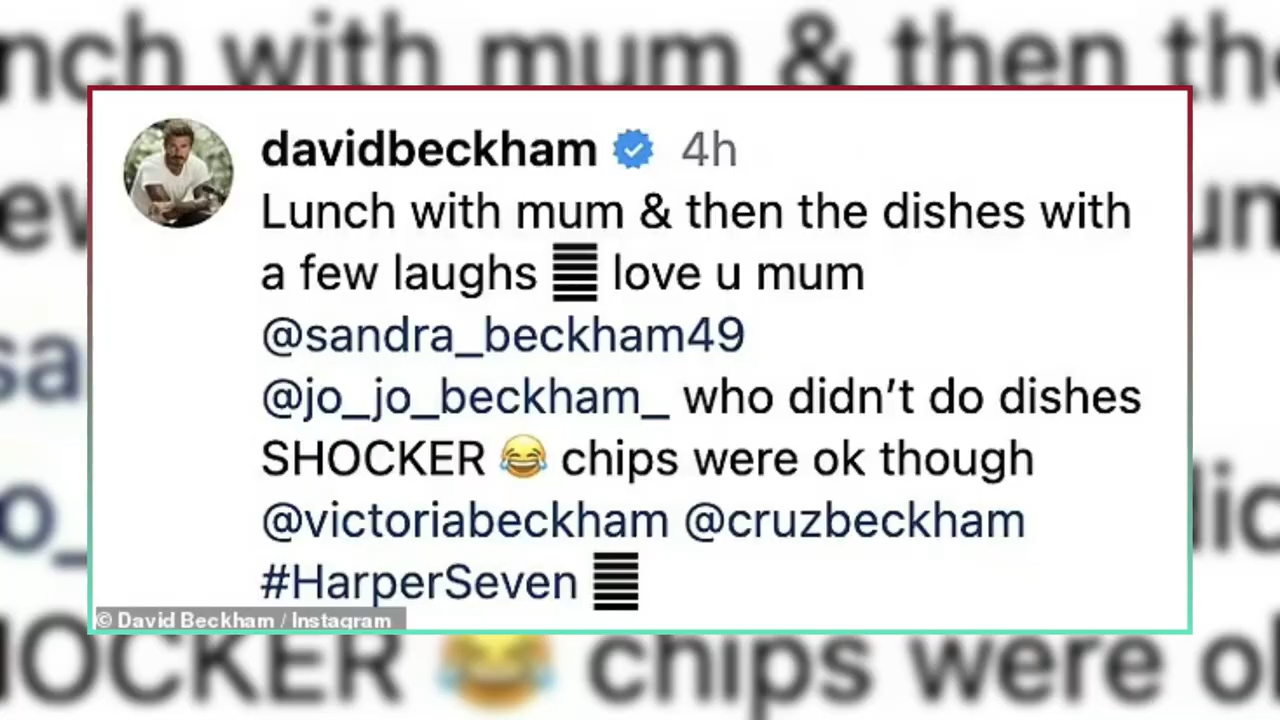 davidbeckham 4h
Lunch with mum & then the dishes with
a few laughs love u mum
@sandra_beckham49
@jo_jo_beckham_ who didn’t do dishes
SHOCKER 😂 chips were ok though
@victoriabeckham @cruzbeckham
#HarperSeven
© David Beckham / Instagram